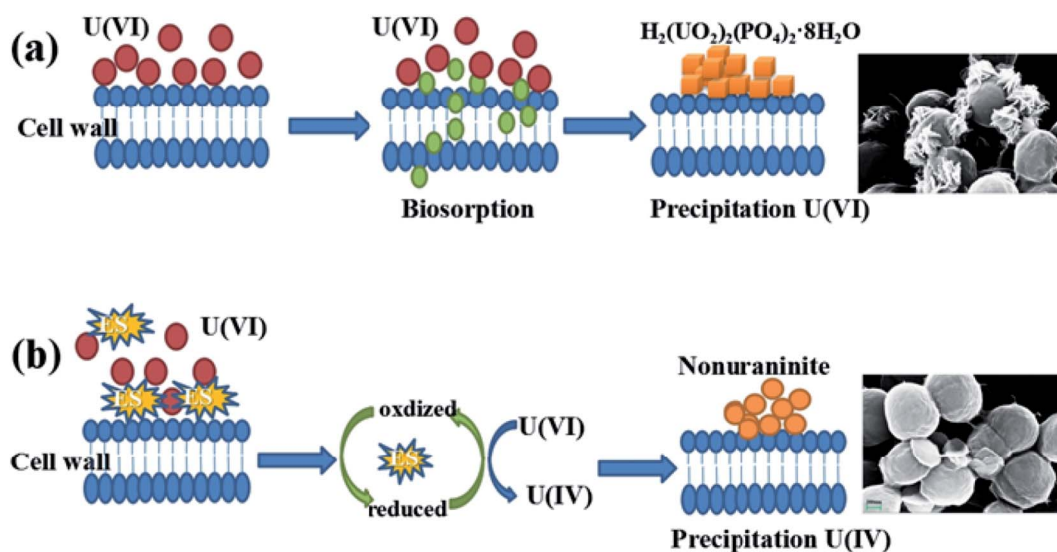 (a)
U(VI)
Cell wall
U(VI)
Biosorption
H₂(UO₂)₂(PO₄)₂·8H₂O
Precipitation U(VI)
(b)
ES
U(VI)
ES
ES
Cell wall
oxdized
ES
reduced
U(VI)
U(IV)
Nonuraninite
Precipitation U(IV)